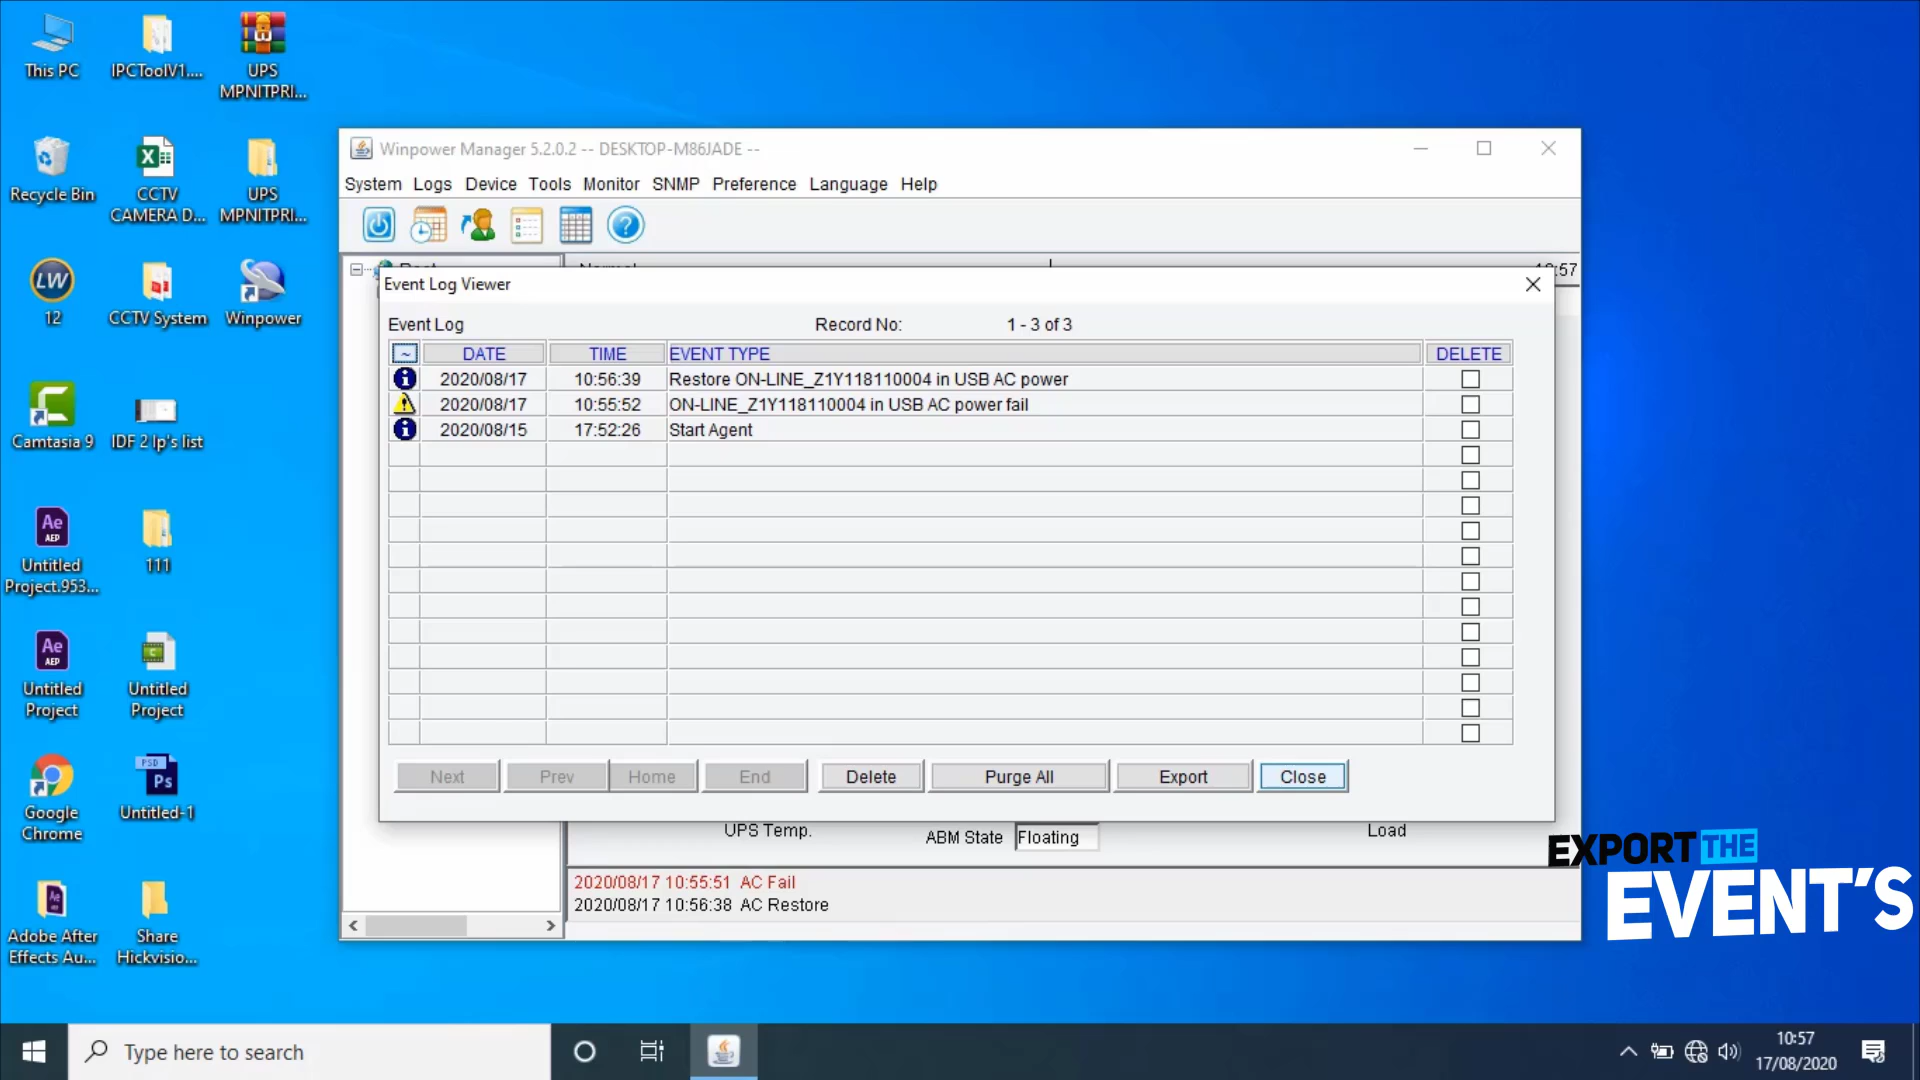 This PC
IPCToolV1....
UPS
MPNITPRI...
Recycle Bin
CCTV
CAMERA D...
UPS
MPNITPRI...
LW
12
CCTV System
Winpower
Camtasia 9
IDF 2 Ip's list
Ae
AEP
Untitled
Project.953...
111
Ae
AEP
Untitled
Project
Untitled
Project
Google
Chrome
PSD
Ps
Untitled-1
Adobe After
Effects Au...
Share
Hickvisio...
Winpower Manager 5.2.0.2 -- DESKTOP-M86JADE --
System Logs Device Tools Monitor SNMP Preference Language Help
Event Log Viewer
Event Log Record No: 1 - 3 of 3
~ DATE TIME EVENT TYPE DELETE
2020/08/17 10:56:39 Restore ON-LINE_Z1Y118110004 in USB AC power
2020/08/17 10:55:52 ON-LINE_Z1Y118110004 in USB AC power fail
2020/08/15 17:52:26 Start Agent
Next Prev Home End Delete Purge All Export Close
UPS Temp. ABM State Floating Load
2020/08/17 10:55:51 AC Fail
2020/08/17 10:56:38 AC Restore
EXPORT THE
EVENT'S
Type here to search
10:57
17/08/2020